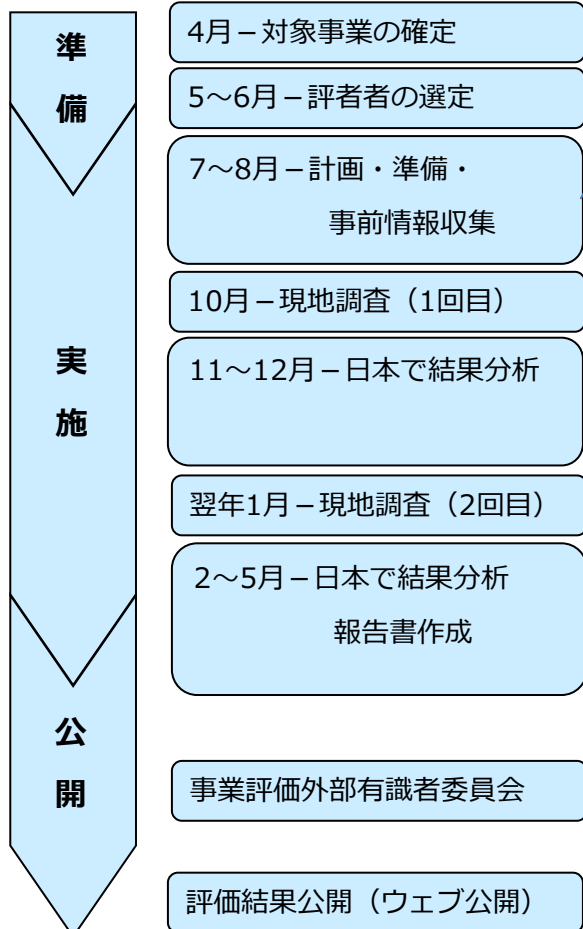 準備
4月－対象事業の確定
5～6月－評者者の選定
7～8月－計画・準備・
事前情報収集
実施
10月－現地調査（1回目）
11～12月－日本で結果分析
翌年1月－現地調査（2回目）
2～5月－日本で結果分析
報告書作成
公開
事業評価外部有識者委員会
評価結果公開（ウェブ公開）